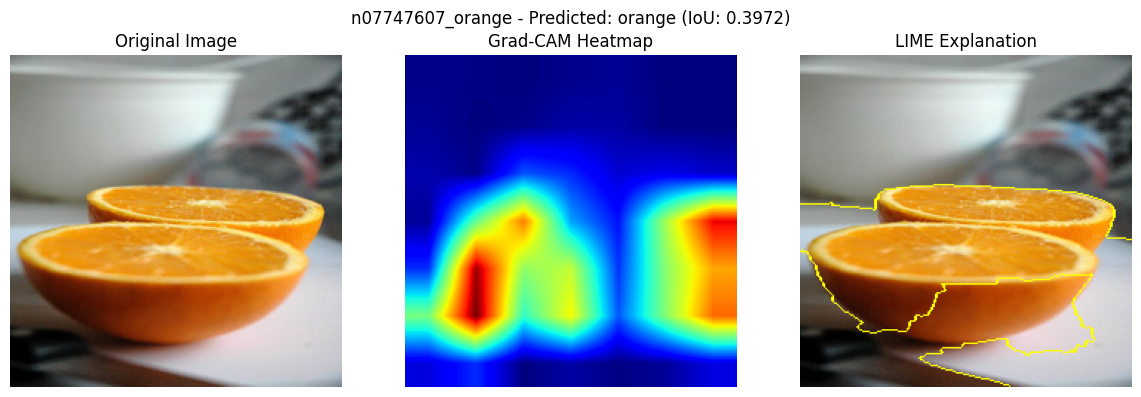 n07747607_orange - Predicted: orange (IoU: 0.3972)
Original Image
Grad-CAM Heatmap
LIME Explanation